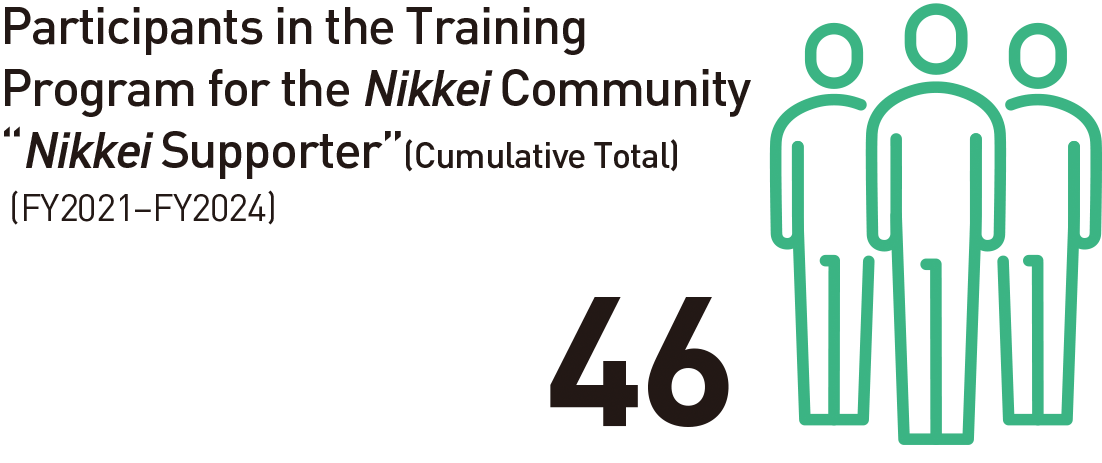 Participants in the Training
Program for the Nikkei Community
“Nikkei Supporter”(Cumulative Total)
(FY2021–FY2024)
46